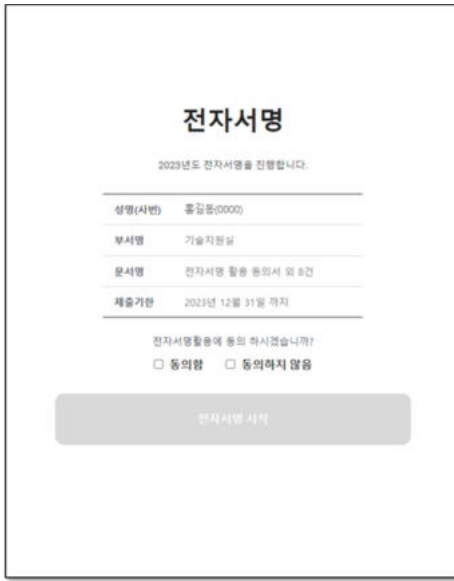 전자서명
2023년도 전자서명을 진행합니다.
성명(사번) 홍길동(0000)
부서명 기술지원실
문서명 전자서명 활용 동의서 외 8건
제출기한 2023년 12월 31일 까지
전자서명활용에 동의 하시겠습니까?
동의함 동의하지 않음
전자서명 시작